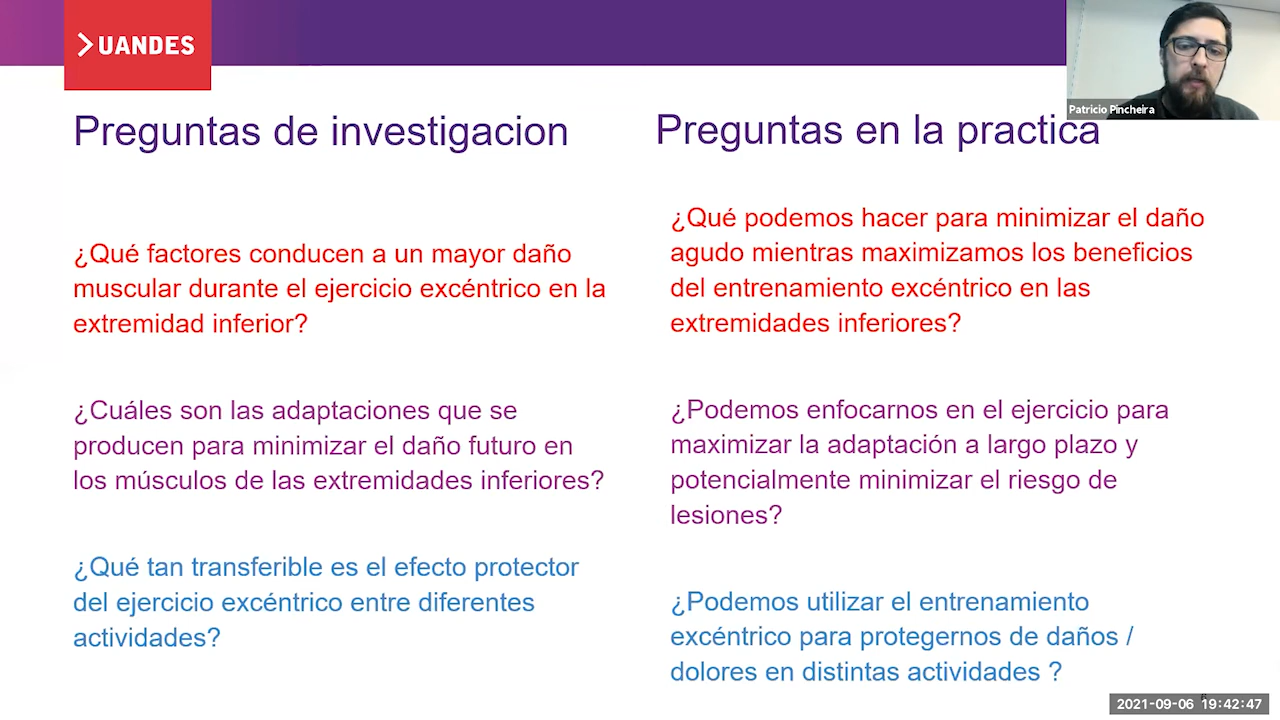 UANDES
Patricio Pincheira
Preguntas de investigacion
¿Qué factores conducen a un mayor daño
muscular durante el ejercicio excéntrico en la
extremidad inferior?
¿Cuáles son las adaptaciones que se
producen para minimizar el daño futuro en
los músculos de las extremidades inferiores?
¿Qué tan transferible es el efecto protector
del ejercicio excéntrico entre diferentes
actividades?
Preguntas en la practica
¿Qué podemos hacer para minimizar el daño
agudo mientras maximizamos los beneficios
del entrenamiento excéntrico en las
extremidades inferiores?
¿Podemos enfocarnos en el ejercicio para
maximizar la adaptación a largo plazo y
potencialmente minimizar el riesgo de
lesiones?
¿Podemos utilizar el entrenamiento
excéntrico para protegernos de daños /
dolores en distintas actividades ?
2021-09-06 19:42:47